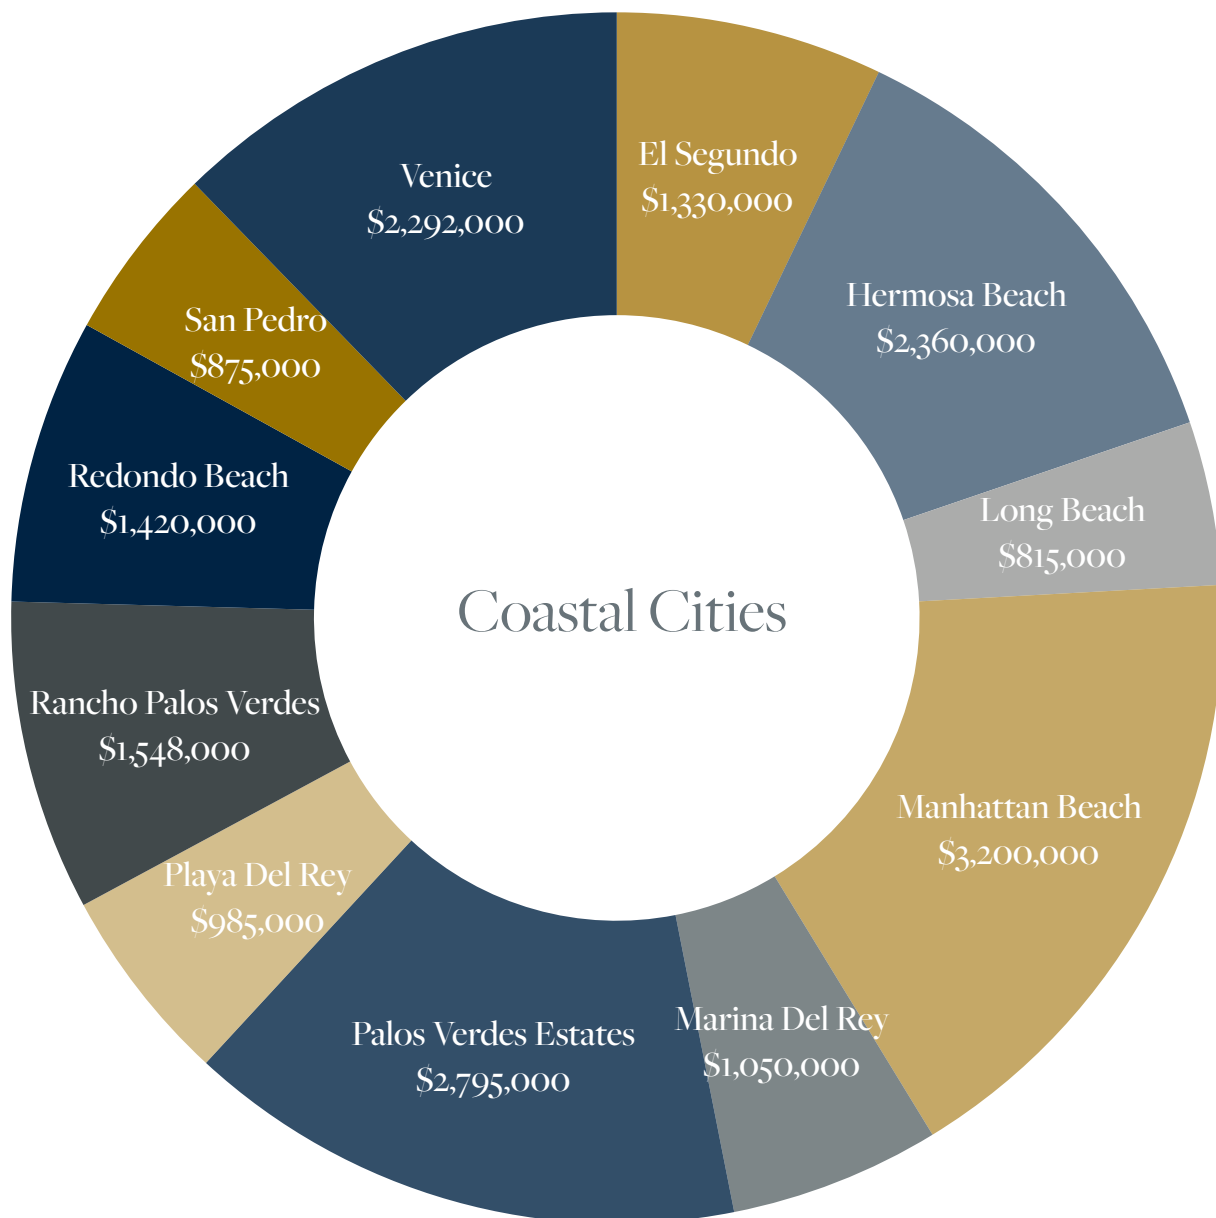 Venice
$2,292,000
El Segundo
$1,330,000
Hermosa Beach
$2,360,000
San Pedro
$875,000
Redondo Beach
$1,420,000
Long Beach
$815,000
Coastal Cities
Rancho Palos Verdes
$1,548,000
Manhattan Beach
$3,200,000
Playa Del Rey
$985,000
Marina Del Rey
$1,050,000
Palos Verdes Estates
$2,795,000